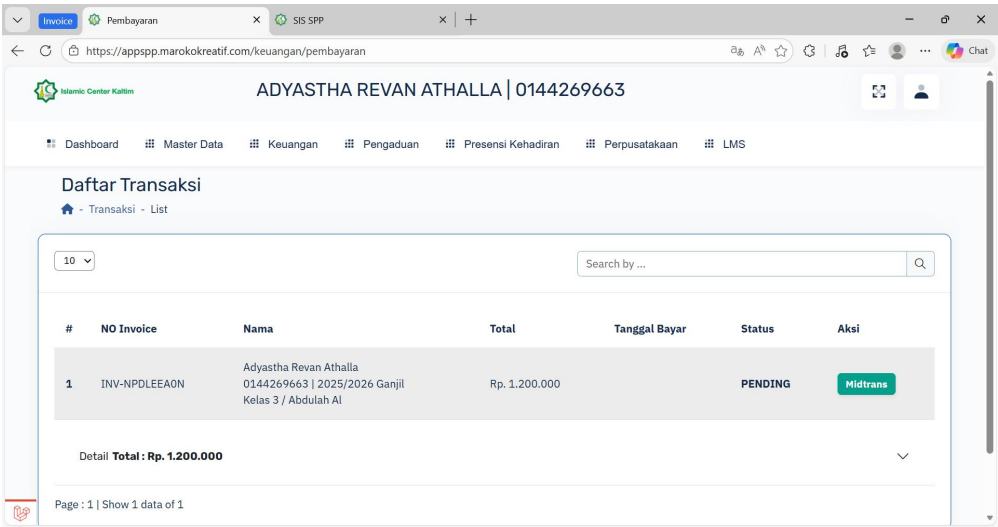 Invoice Pembayaran SIS SPP
https://appspp.marokokreatif.com/keuangan/pembayaran Chat
Islamic Center Kaltim ADYASTHA REVAN ATHALLA | 0144269663
Dashboard Master Data Keuangan Pengaduan Presensi Kehadiran Perpusatakaan LMS
Daftar Transaksi
- Transaksi - List
10 Search by ...
# NO Invoice Nama Total Tanggal Bayar Status Aksi
Adyastha Revan Athalla
1 INV-NPDLEEA0N 0144269663 | 2025/2026 Ganjil Rp. 1.200.000 PENDING Midtrans
Kelas 3 / Abdulah Al
Detail Total : Rp. 1.200.000
Page : 1 | Show 1 data of 1